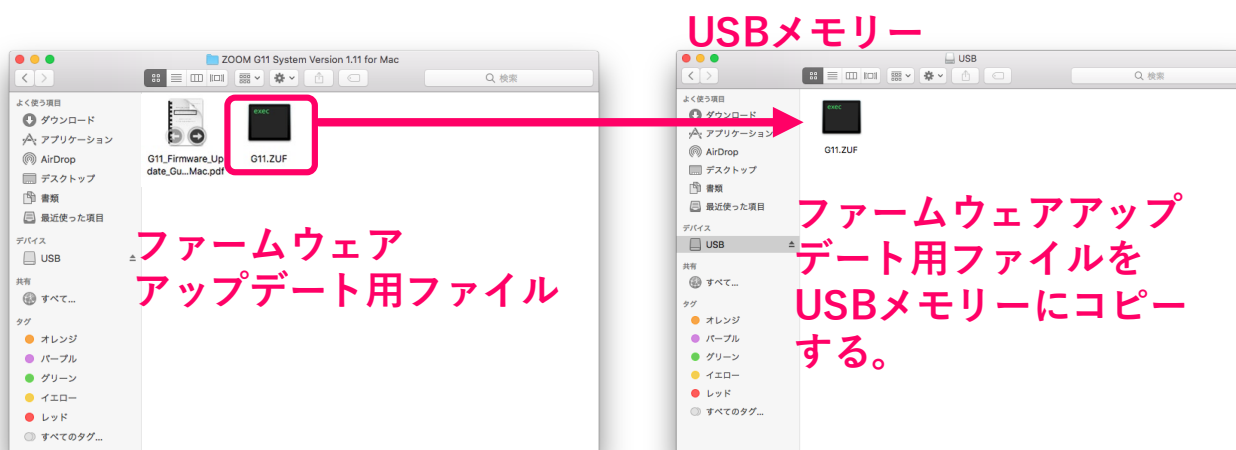 USBメモリー
ZOOM G11 System Version 1.11 for Mac
検索
よく使う項目
ダウンロード
アプリケーション
AirDrop
デスクトップ
書類
最近使った項目
デバイス
USB
共有
すべて...
タグ
オレンジ
パープル
グリーン
イエロー
レッド
すべてのタグ...
G11_Firmware_Up
date_Gu...Mac.pdf
exec
G11.ZUF
ファームウェア
アップデート用ファイル
USB
検索
よく使う項目
ダウンロード
アプリケーション
AirDrop
デスクトップ
書類
最近使った項目
デバイス
USB
共有
すべて...
タグ
オレンジ
パープル
グリーン
イエロー
レッド
すべてのタグ...
exec
G11.ZUF
ファームウェアアップ
デート用ファイルを
USBメモリーにコピー
する。